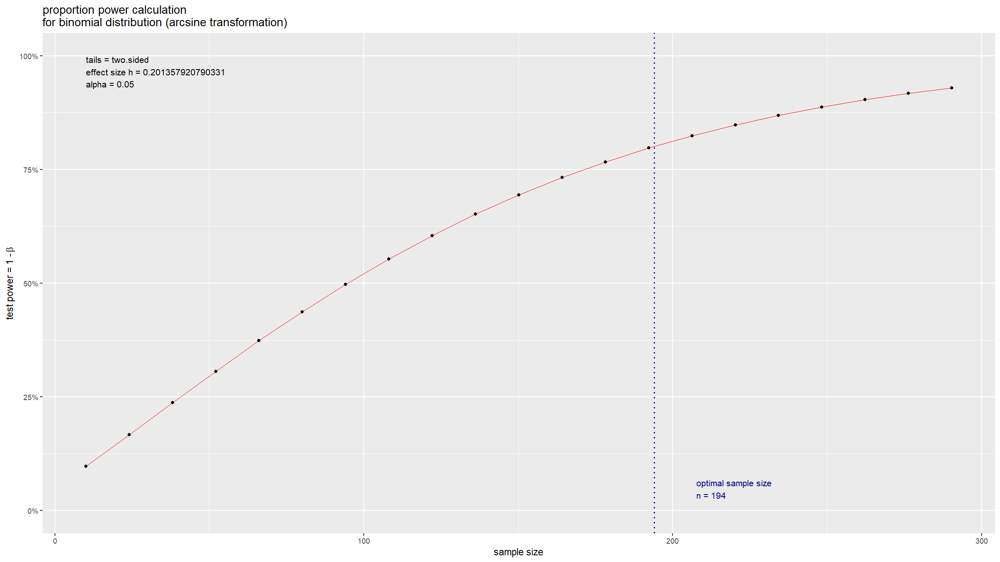 proportion power calculation
for binomial distribution (arcsine transformation)
tails = two.sided
effect size h = 0.201357920790331
alpha = 0.05
100%
75%
50%
25%
0%
test power = 1 - β
optimal sample size
n = 194
0
100
200
300
sample size